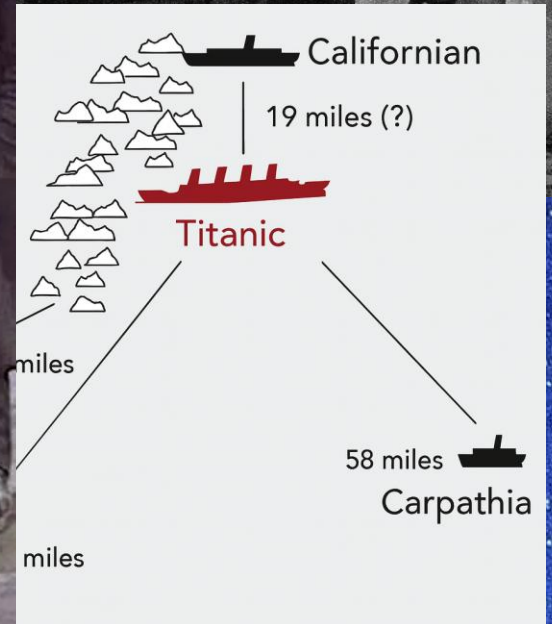 Californian
19 miles (?)
Titanic
miles
58 miles
Carpathia
miles